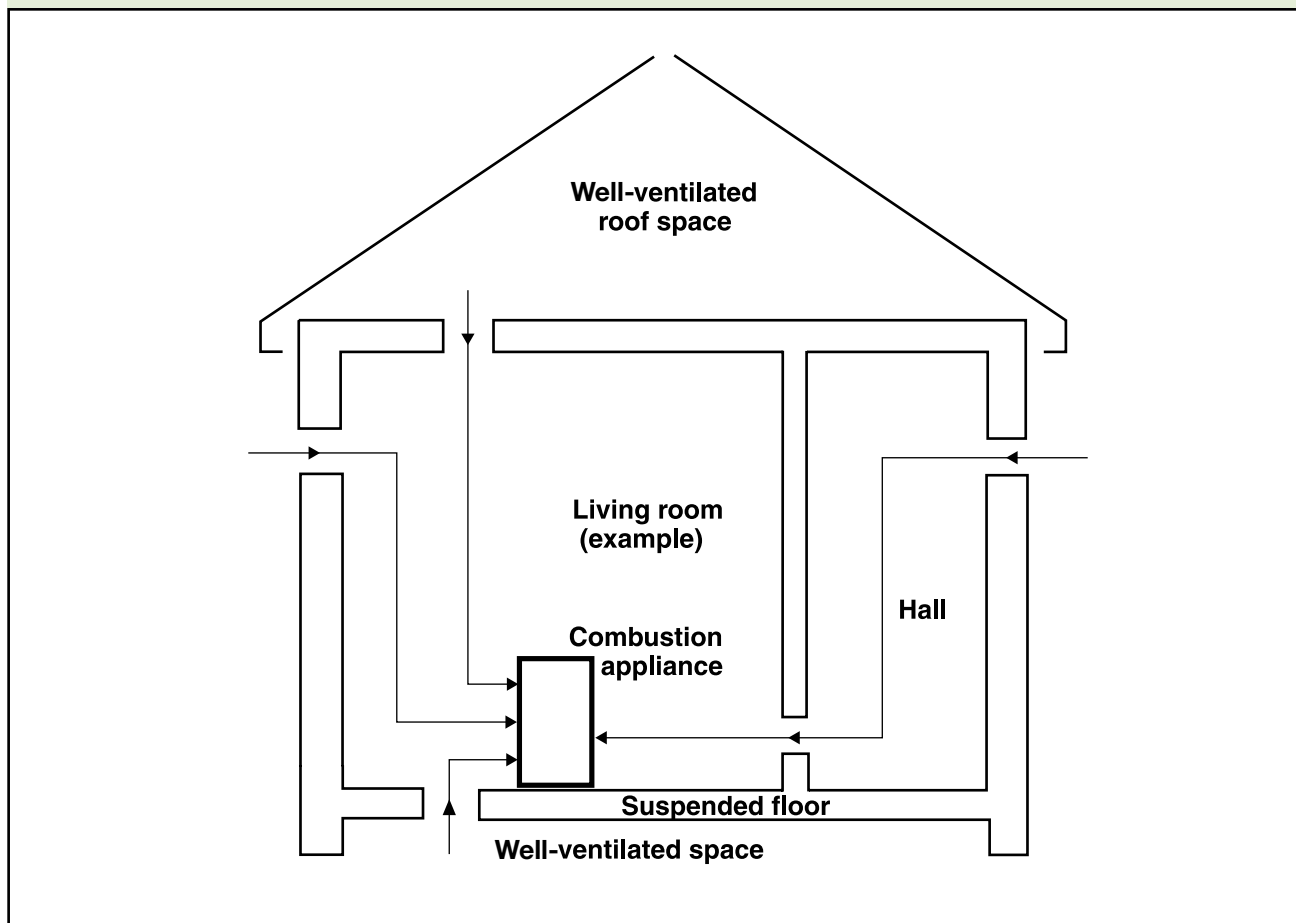 Well-ventilated
roof space
Living room
(example)
Hall
Combustion
appliance
Suspended floor
Well-ventilated space